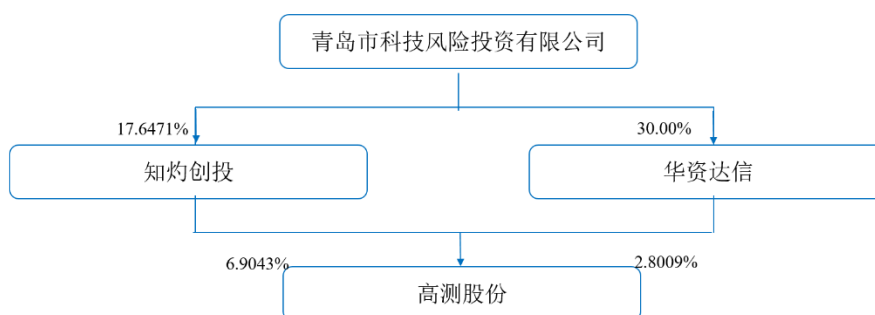 青岛市科技风险投资有限公司
17.6471%
30.00%
知灼创投
华资达信
6.9043%
2.8009%
高测股份